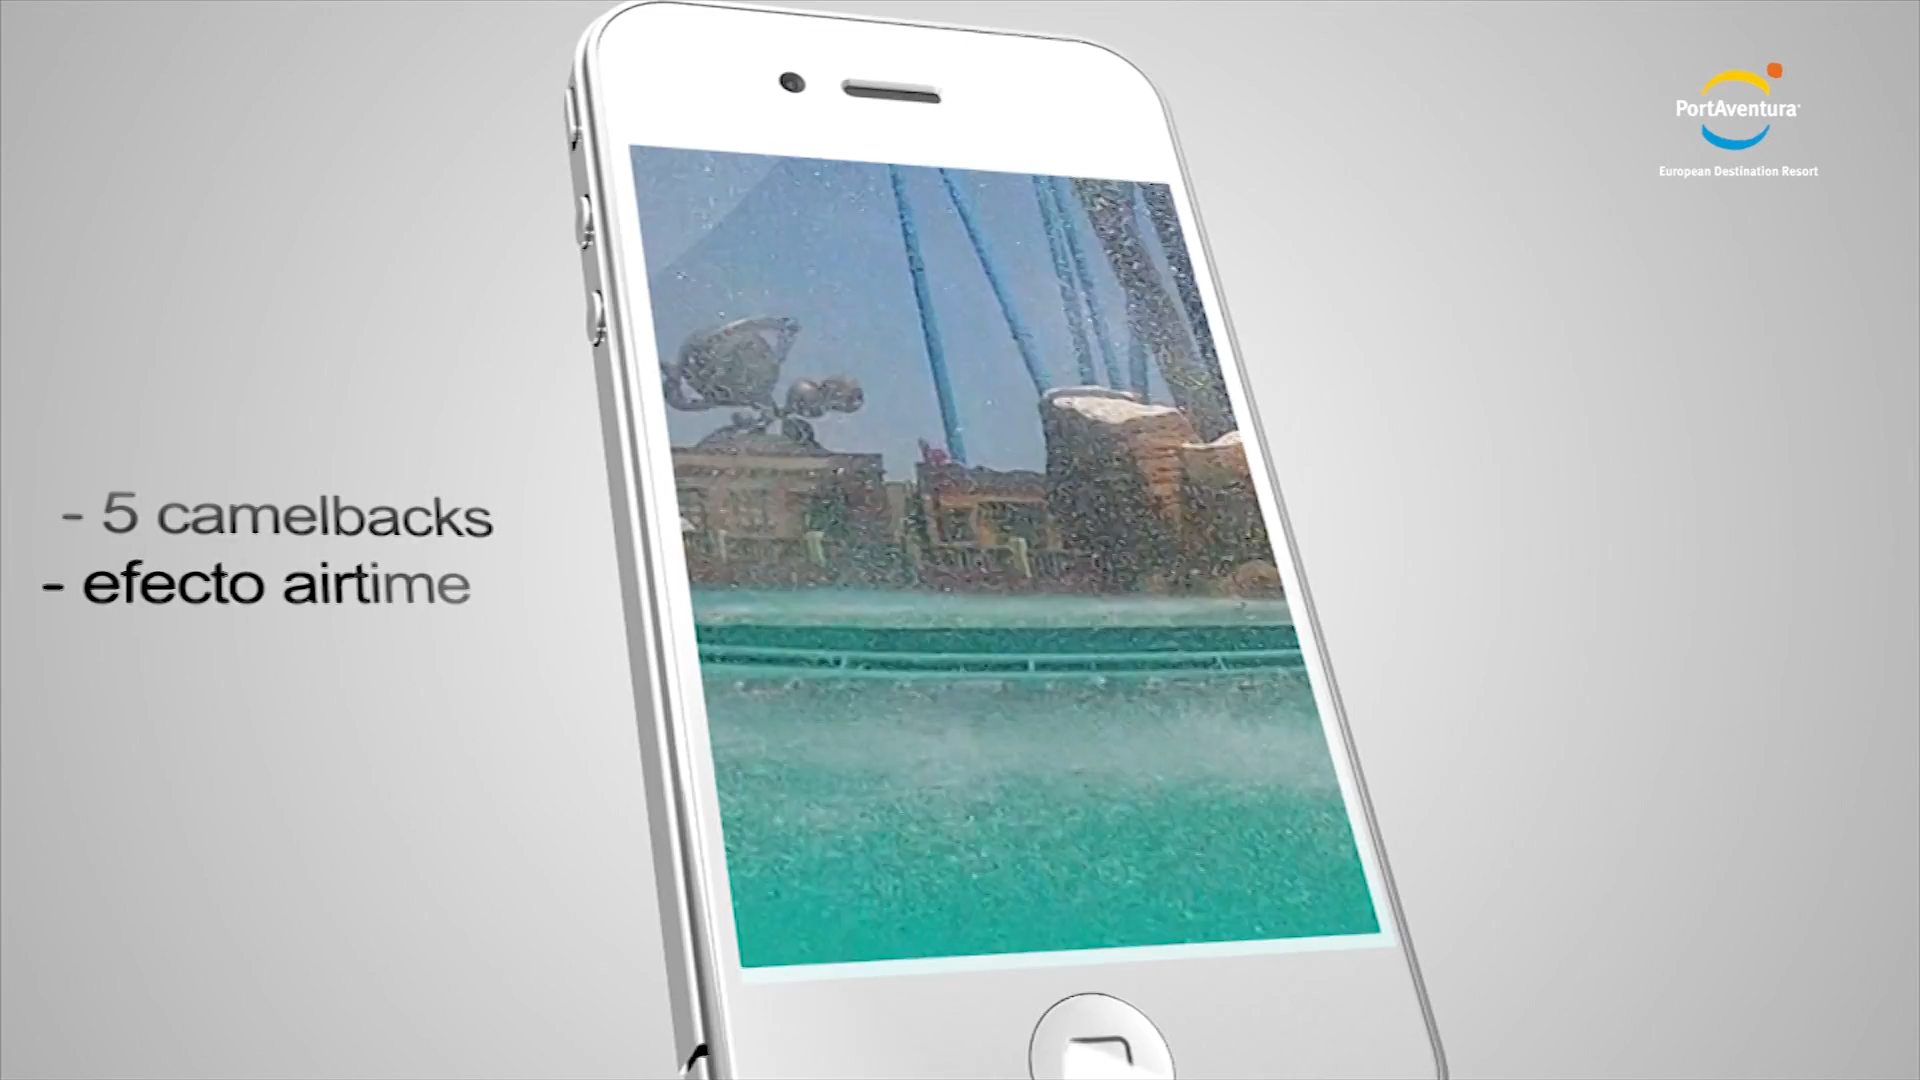 PortAventura
European Destination Resort
- 5 camelbacks
- efecto airtime